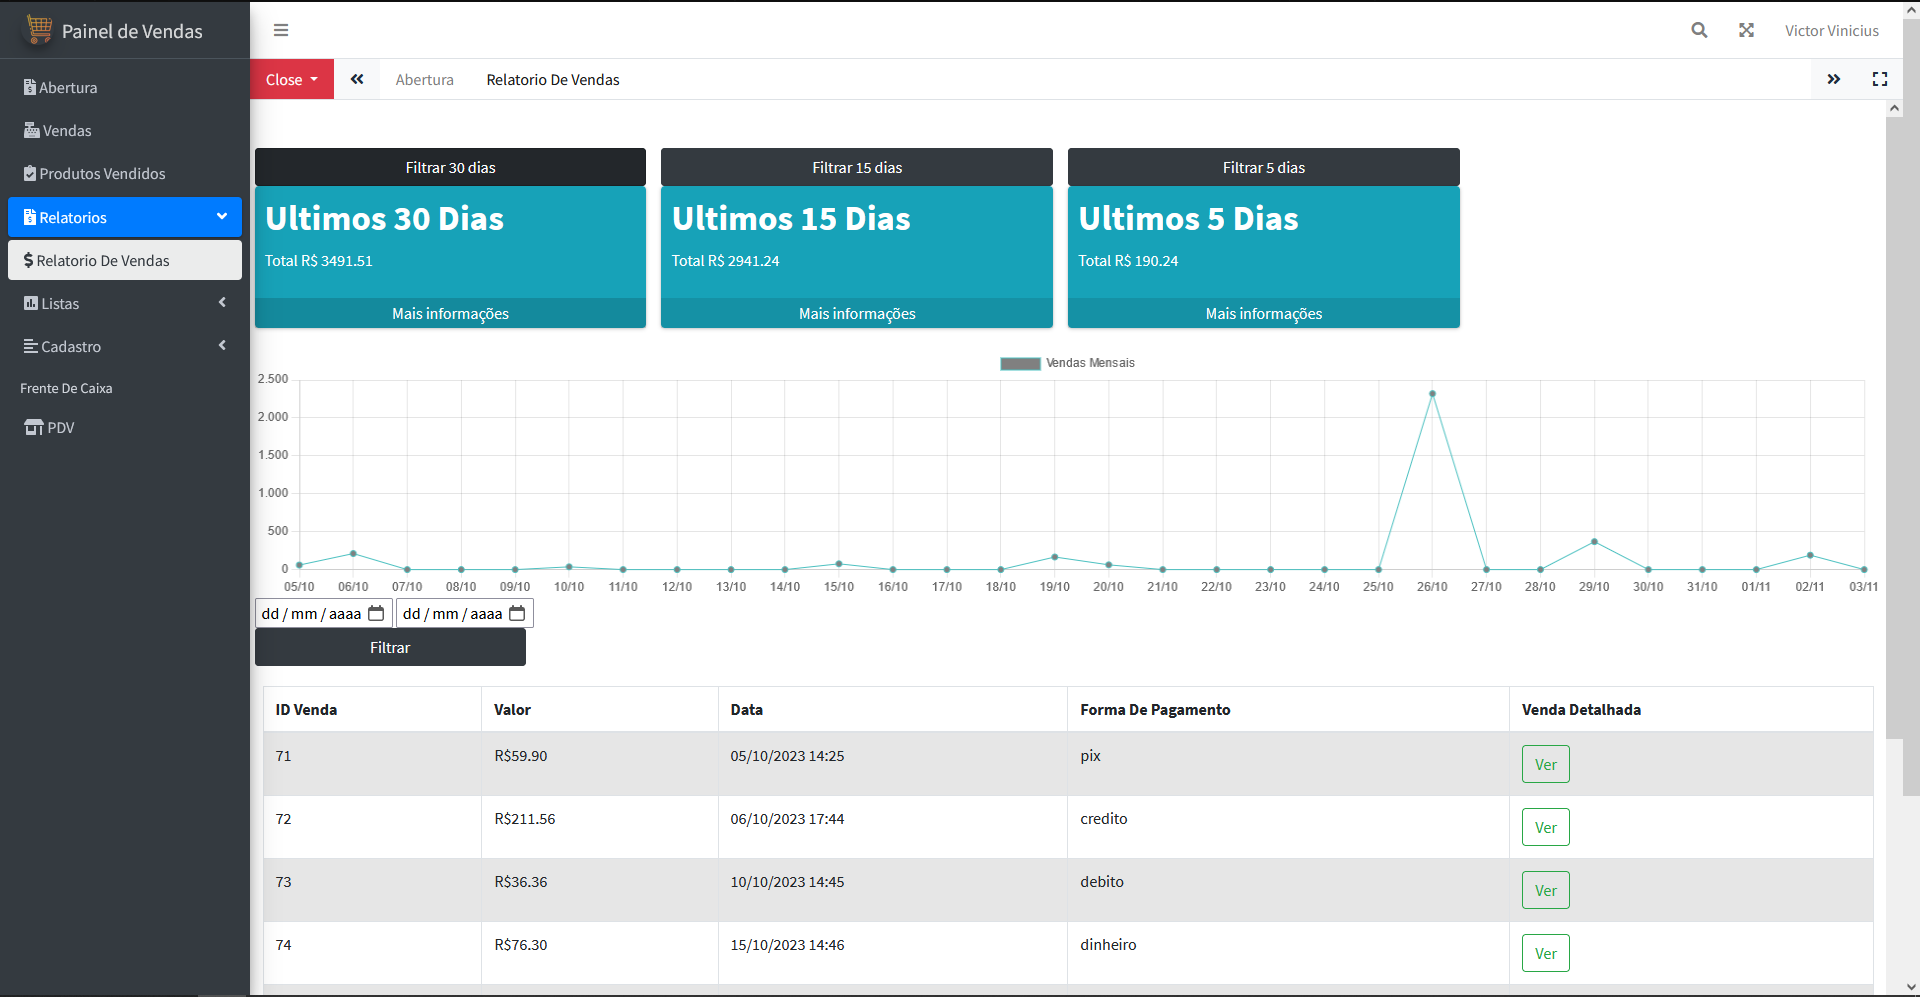 Painel de Vendas
Victor Vinicius
Abertura
Vendas
Produtos Vendidos
Relatorios
Relatorio De Vendas
Listas
Cadastro
Frente De Caixa
PDV
Close
Abertura
Relatorio De Vendas
Filtrar 30 dias
Ultimos 30 Dias
Total R$ 3491.51
Mais informações
Filtrar 15 dias
Ultimos 15 Dias
Total R$ 2941.24
Mais informações
Filtrar 5 dias
Ultimos 5 Dias
Total R$ 190.24
Mais informações
Vendas Mensais
2.500
2.000
1.500
1.000
500
0
05/10 06/10 07/10 08/10 09/10 10/10 11/10 12/10 13/10 14/10 15/10 16/10 17/10 18/10 19/10 20/10 21/10 22/10 23/10 24/10 25/10 26/10 27/10 28/10 29/10 30/10 31/10 01/11 02/11 03/11
dd / mm / aaaa dd / mm / aaaa
Filtrar
ID Venda Valor Data Forma De Pagamento Venda Detalhada
71 R$59.90 05/10/2023 14:25 pix Ver
72 R$211.56 06/10/2023 17:44 credito Ver
73 R$36.36 10/10/2023 14:45 debito Ver
74 R$76.30 15/10/2023 14:46 dinheiro Ver